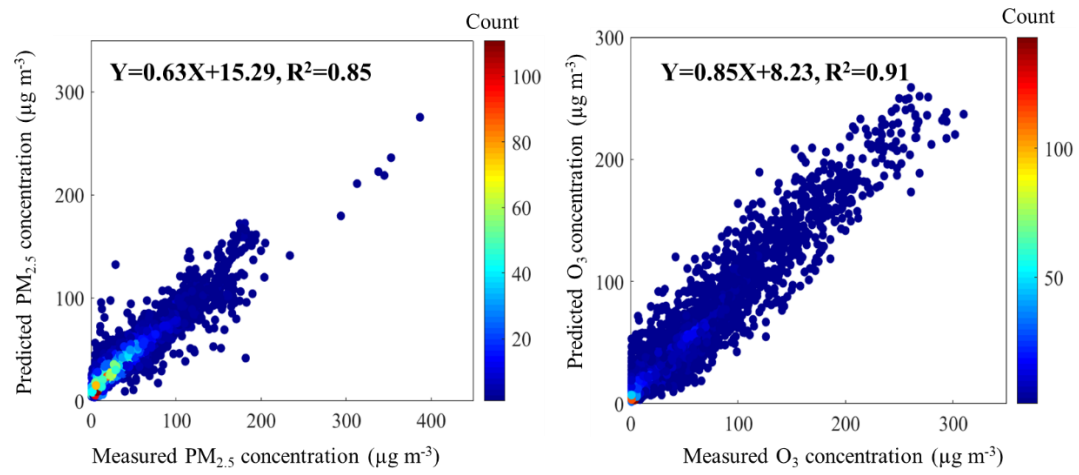 Count
Y=0.63X+15.29, R²=0.85
Predicted PM₂.₅ concentration (μg m⁻³)
300
200
100
0
0 100 200 300 400
Measured PM₂.₅ concentration (μg m⁻³)
100
80
60
40
20
Count
Y=0.85X+8.23, R²=0.91
Predicted O₃ concentration (μg m⁻³)
300
200
100
0
0 100 200 300
Measured O₃ concentration (μg m⁻³)
100
50